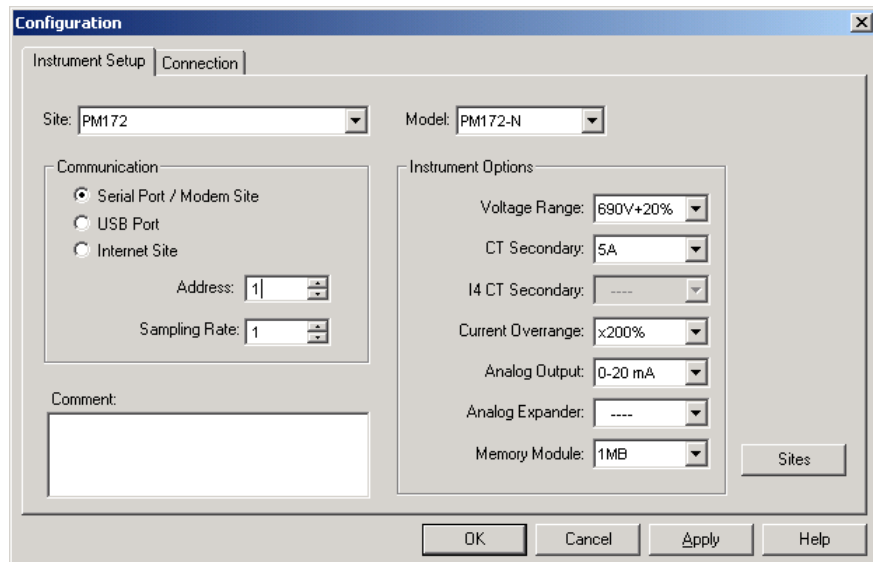 Configuration
Instrument Setup Connection
Site: PM172 Model: PM172-N
Communication
Serial Port / Modem Site
USB Port
Internet Site
Address: 1
Sampling Rate: 1
Comment:
Instrument Options
Voltage Range: 690V+20%
CT Secondary: 5A
I4 CT Secondary: ----
Current Overrange: x200%
Analog Output: 0-20 mA
Analog Expander: ----
Memory Module: 1MB
Sites
OK Cancel Apply Help